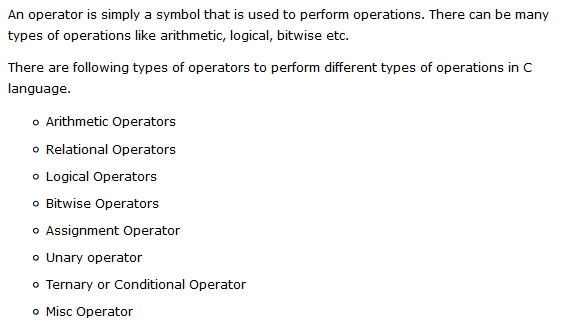 An operator is simply a symbol that is used to perform operations. There can be many
types of operations like arithmetic, logical, bitwise etc.
There are following types of operators to perform different types of operations in C
language.
Arithmetic Operators
Relational Operators
Logical Operators
Bitwise Operators
Assignment Operator
Unary operator
Ternary or Conditional Operator
Misc Operator